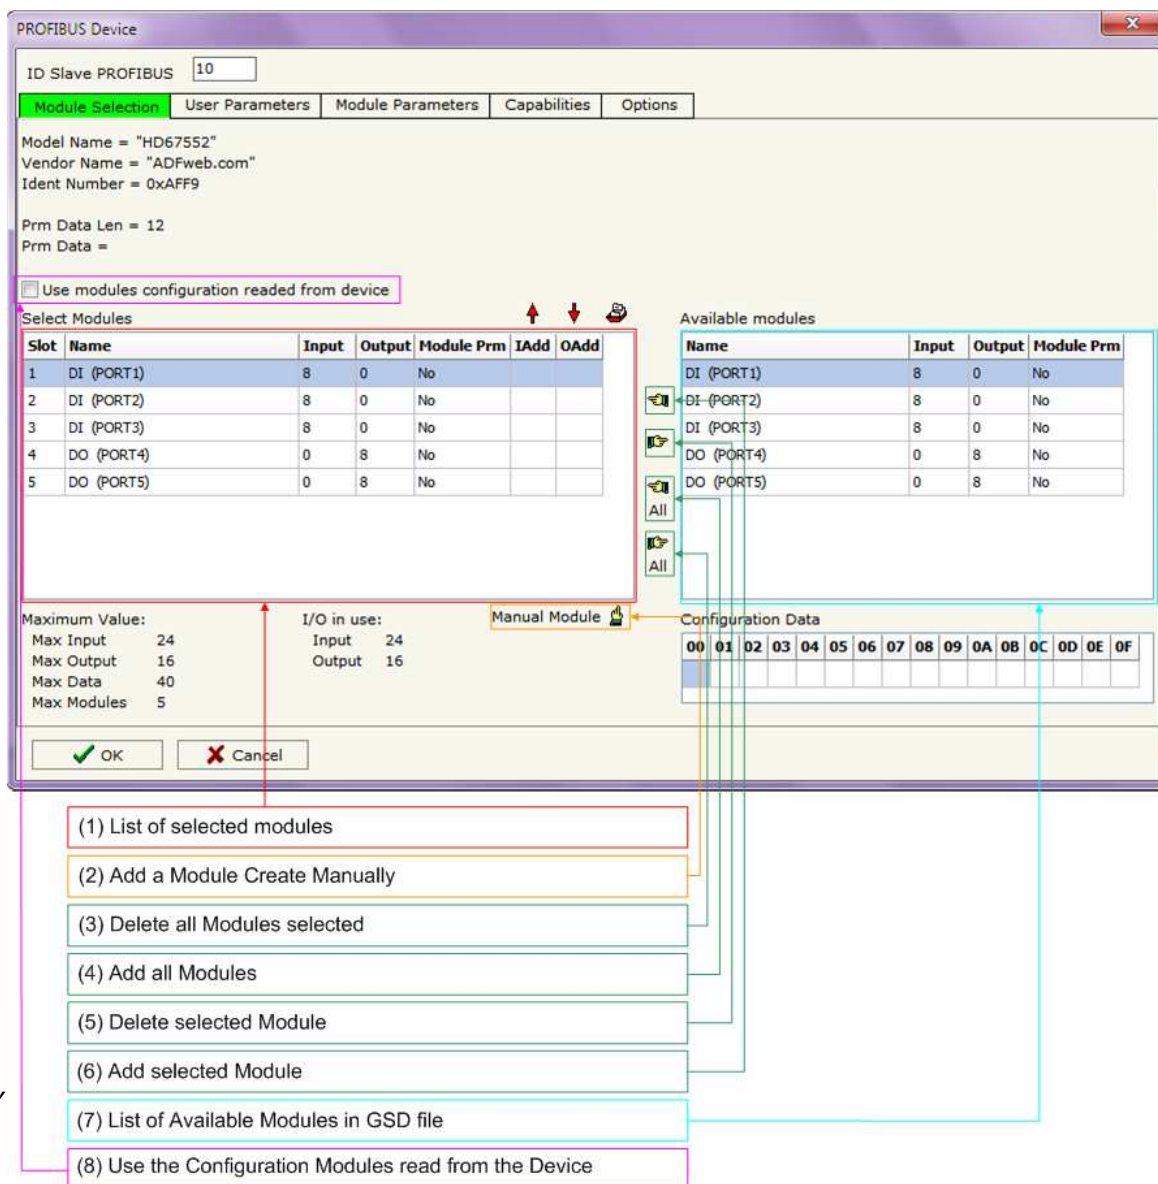 PROFIBUS Device
ID Slave PROFIBUS 10
Module Selection User Parameters Module Parameters Capabilities Options
Model Name = "HD67552"
Vendor Name = "ADFweb.com"
Ident Number = 0xAFF9
Prm Data Len = 12
Prm Data =
Use modules configuration readed from device
Select Modules
Slot Name Input Output Module Prm IAdd OAdd
1 DI (PORT1) 8 0 No
2 DI (PORT2) 8 0 No
3 DI (PORT3) 8 0 No
4 DO (PORT4) 0 8 No
5 DO (PORT5) 0 8 No
All
All
Available modules
Name Input Output Module Prm
DI (PORT1) 8 0 No
DI (PORT2) 8 0 No
DI (PORT3) 8 0 No
DO (PORT4) 0 8 No
DO (PORT5) 0 8 No
Maximum Value:
Max Input 24
Max Output 16
Max Data 40
Max Modules 5
I/O in use:
Input 24
Output 16
Manual Module
Configuration Data
00 01 02 03 04 05 06 07 08 09 0A 0B 0C 0D 0E 0F
OK Cancel
(1) List of selected modules
(2) Add a Module Create Manually
(3) Delete all Modules selected
(4) Add all Modules
(5) Delete selected Module
(6) Add selected Module
(7) List of Available Modules in GSD file
(8) Use the Configuration Modules read from the Device